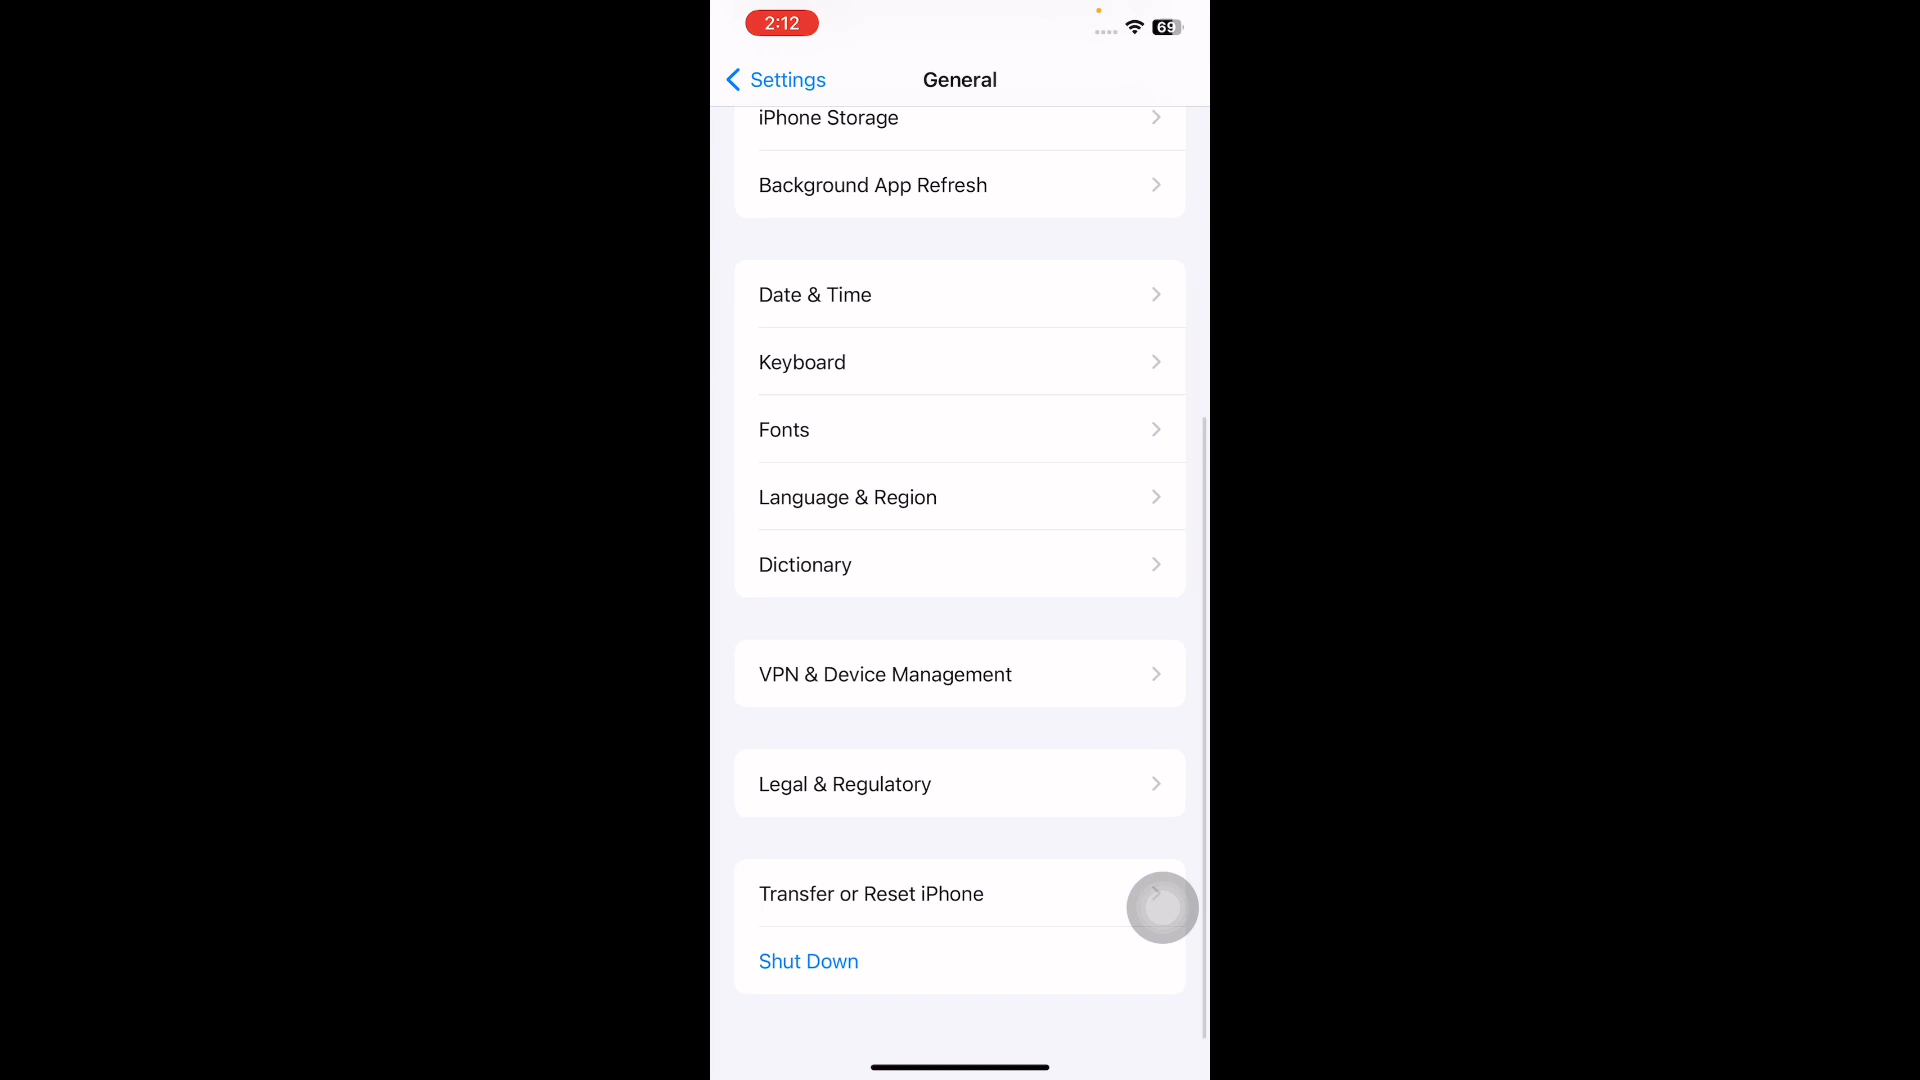 2:12
69
Settings
General
iPhone Storage
Background App Refresh
Date & Time
Keyboard
Fonts
Language & Region
Dictionary
VPN & Device Management
Legal & Regulatory
Transfer or Reset iPhone
Shut Down